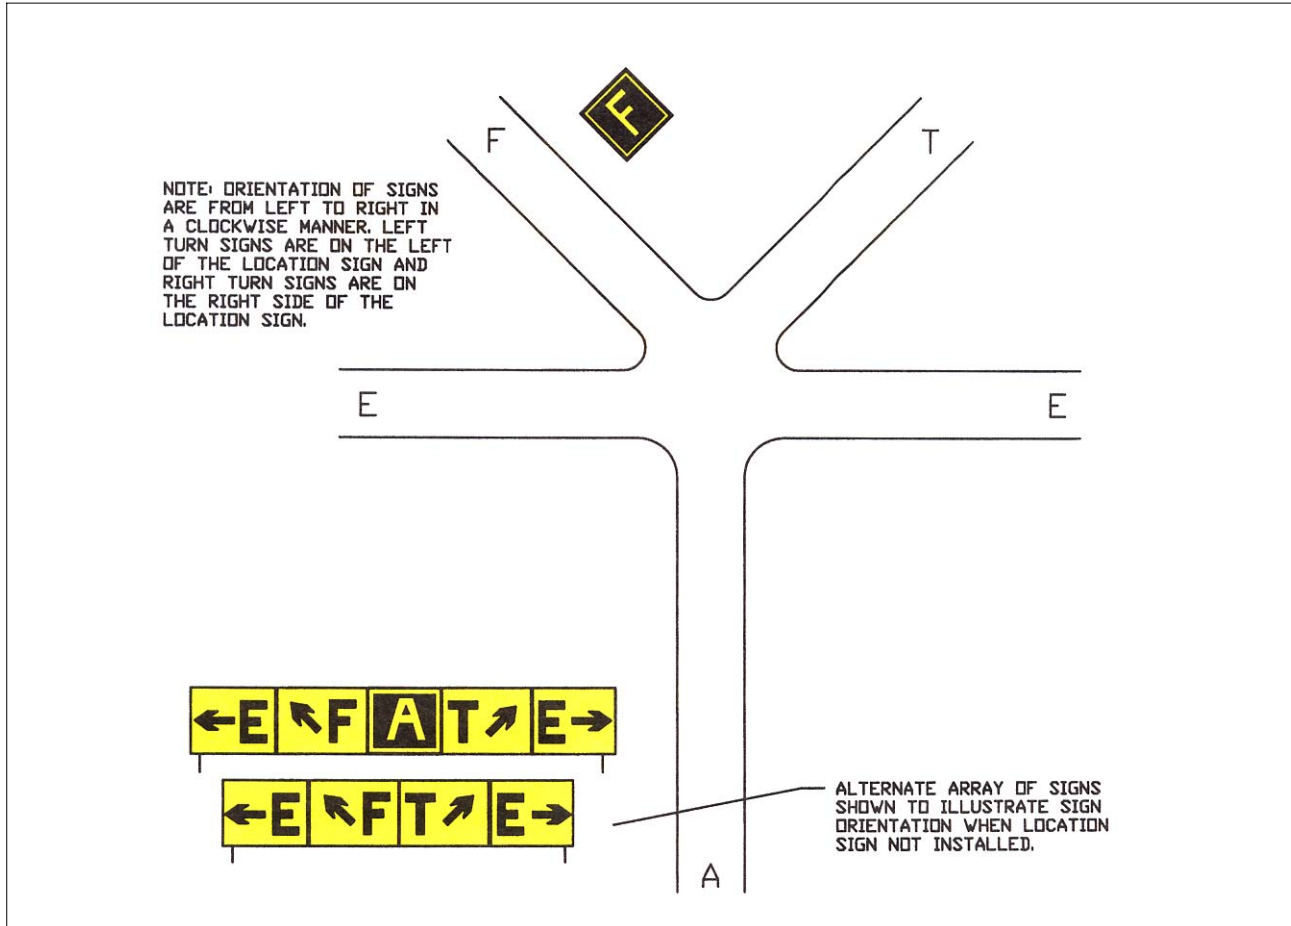 F
F
T
NOTE: ORIENTATION OF SIGNS
ARE FROM LEFT TO RIGHT IN
A CLOCKWISE MANNER. LEFT
TURN SIGNS ARE ON THE LEFT
OF THE LOCATION SIGN AND
RIGHT TURN SIGNS ARE ON
THE RIGHT SIDE OF THE
LOCATION SIGN.
E
E
←E ↖F A T↗ E→
←E ↖F T↗ E→
ALTERNATE ARRAY OF SIGNS
SHOWN TO ILLUSTRATE SIGN
ORIENTATION WHEN LOCATION
SIGN NOT INSTALLED.
A